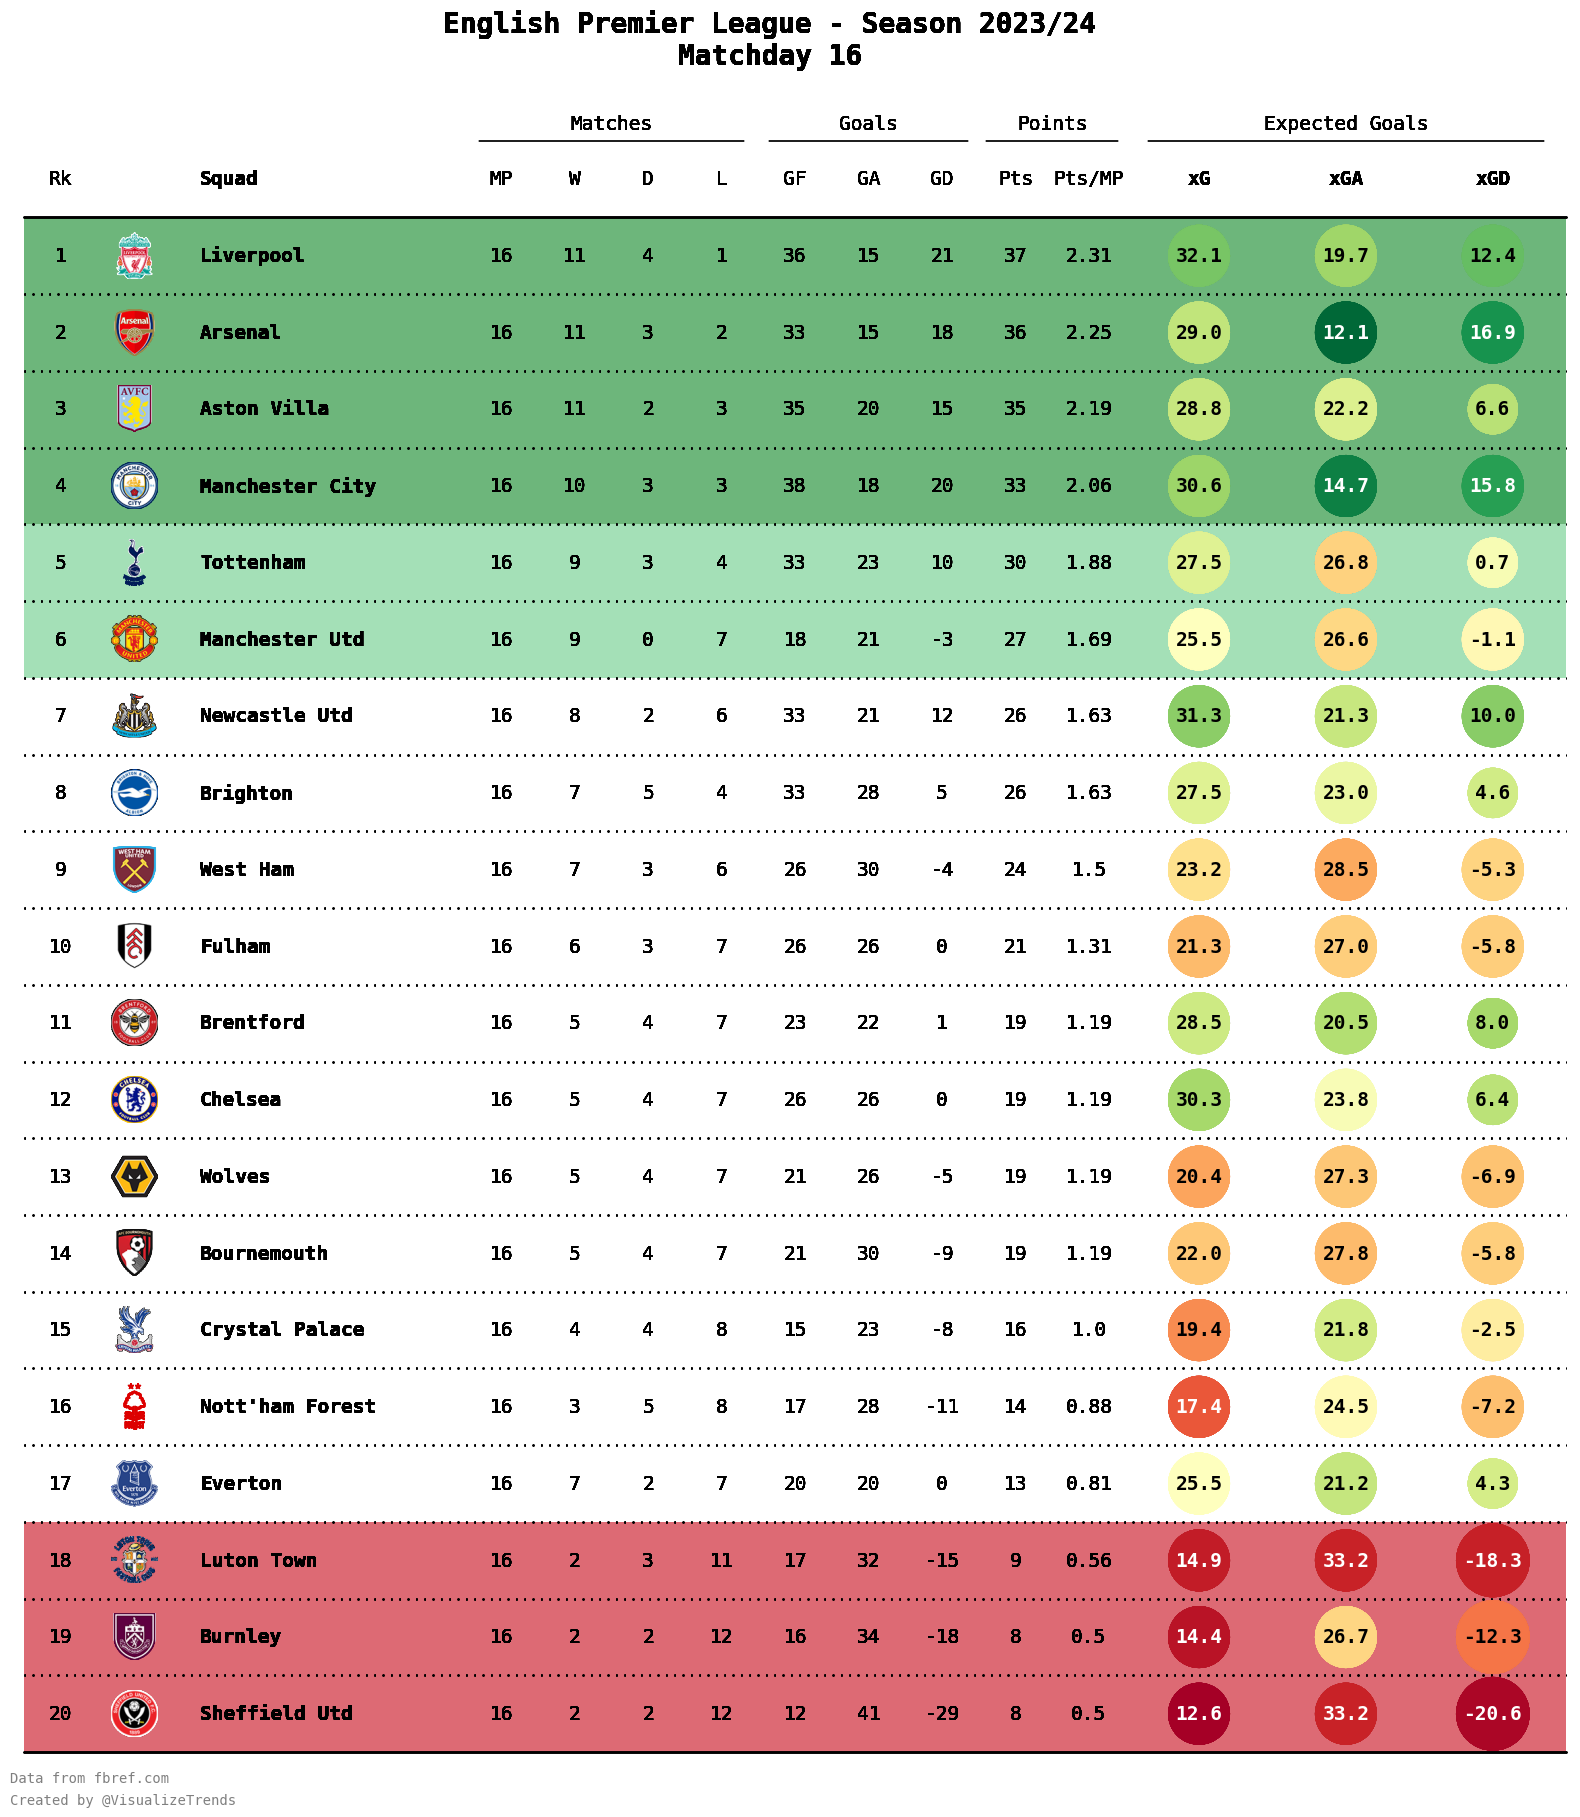 English Premier League - Season 2023/24
Matchday 16
Matches Goals Points Expected Goals
Rk Squad MP W D L GF GA GD Pts Pts/MP xG xGA xGD
1 Liverpool 16 11 4 1 36 15 21 37 2.31 32.1 19.7 12.4
2 Arsenal 16 11 3 2 33 15 18 36 2.25 29.0 12.1 16.9
3 Aston Villa 16 11 2 3 35 20 15 35 2.19 28.8 22.2 6.6
4 Manchester City 16 10 3 3 38 18 20 33 2.06 30.6 14.7 15.8
5 Tottenham 16 9 3 4 33 23 10 30 1.88 27.5 26.8 0.7
6 Manchester Utd 16 9 0 7 18 21 -3 27 1.69 25.5 26.6 -1.1
7 Newcastle Utd 16 8 2 6 33 21 12 26 1.63 31.3 21.3 10.0
8 Brighton 16 7 5 4 33 28 5 26 1.63 27.5 23.0 4.6
9 West Ham 16 7 3 6 26 30 -4 24 1.5 23.2 28.5 -5.3
10 Fulham 16 6 3 7 26 26 0 21 1.31 21.3 27.0 -5.8
11 Brentford 16 5 4 7 23 22 1 19 1.19 28.5 20.5 8.0
12 Chelsea 16 5 4 7 26 26 0 19 1.19 30.3 23.8 6.4
13 Wolves 16 5 4 7 21 26 -5 19 1.19 20.4 27.3 -6.9
14 Bournemouth 16 5 4 7 21 30 -9 19 1.19 22.0 27.8 -5.8
15 Crystal Palace 16 4 4 8 15 23 -8 16 1.0 19.4 21.8 -2.5
16 Nott'ham Forest 16 3 5 8 17 28 -11 14 0.88 17.4 24.5 -7.2
17 Everton 16 7 2 7 20 20 0 13 0.81 25.5 21.2 4.3
18 Luton Town 16 2 3 11 17 32 -15 9 0.56 14.9 33.2 -18.3
19 Burnley 16 2 2 12 16 34 -18 8 0.5 14.4 26.7 -12.3
20 Sheffield Utd 16 2 2 12 12 41 -29 8 0.5 12.6 33.2 -20.6
Data from fbref.com
Created by @VisualizeTrends